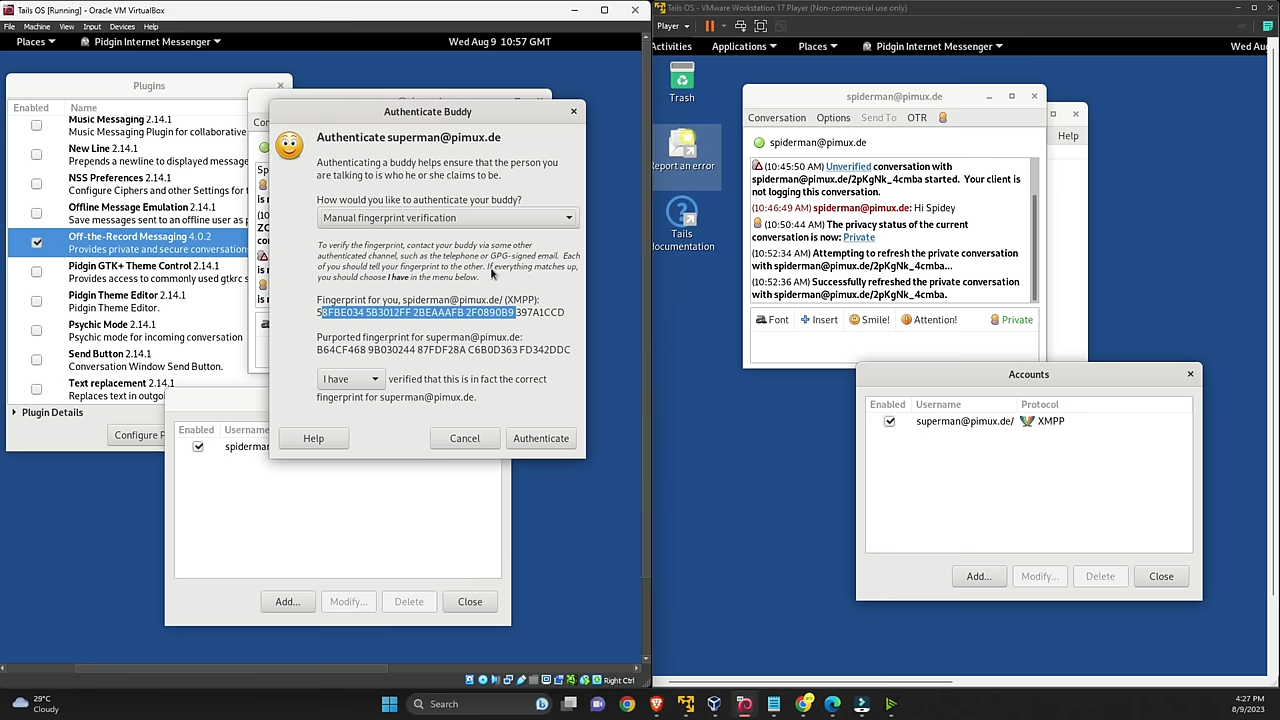 Tails OS [Running] - Oracle VM VirtualBox
File Machine View Input Devices Help
Places Pidgin Internet Messenger Wed Aug 9 10:57 GMT
Plugins
Enabled Name
Music Messaging 2.14.1
Music Messaging Plugin for collaborative
New Line 2.14.1
Prepends a newline to displayed message
NSS Preferences 2.14.1
Configure Ciphers and other Settings for
Offline Message Emulation 2.14.1
Save messages sent to an offline user as
Off-the-Record Messaging 4.0.2
Provides private and secure conversations
Pidgin GTK+ Theme Control 2.14.1
Provides access to commonly used gtkrc s
Pidgin Theme Editor 2.14.1
Pidgin Theme Editor.
Psychic Mode 2.14.1
Psychic mode for incoming conversation
Send Button 2.14.1
Conversation Window Send Button.
Text replacement 2.14.1
Replaces text in outgoi
Plugin Details
Configure P
Authenticate Buddy
Authenticate superman@pimux.de
Authenticating a buddy helps ensure that the person you
are talking to is who he or she claims to be.
How would you like to authenticate your buddy?
Manual fingerprint verification
To verify the fingerprint, contact your buddy via some other
authenticated channel, such as the telephone or GPG-signed email. Each
of you should tell your fingerprint to the other. If everything matches up,
you should choose I have in the menu below.
Fingerprint for you, spiderman@pimux.de/ (XMPP):
58FBE034 5B3012FF 2BEAAAFB 2F0890B9 397A1CCD
Purported fingerprint for superman@pimux.de:
B64CF468 9B030244 87FDF28A C6B0D363 FD342DDC
I have verified that this is in fact the correct
fingerprint for superman@pimux.de.
Help Cancel Authenticate
Enabled Username
spiderman
Add... Modify... Delete Close
Right Ctrl
Tails OS - VMware Workstation 17 Player (Non-commercial use only)
Player
Activities Applications Places Pidgin Internet Messenger Wed Aug
Trash
Report an error
Tails
documentation
Help
spiderman@pimux.de
Conversation Options Send To OTR
spiderman@pimux.de
(10:45:50 AM) Unverified conversation with
spiderman@pimux.de/2pKgNk_4cmba started. Your client is
not logging this conversation.
(10:46:49 AM) spiderman@pimux.de: Hi Spidey
(10:50:44 AM) The privacy status of the current
conversation is now: Private
(10:52:34 AM) Attempting to refresh the private conversation
with spiderman@pimux.de/2pKgNk_4cmba...
(10:52:36 AM) Successfully refreshed the private conversation
with spiderman@pimux.de/2pKgNk_4cmba.
Font Insert Smile! Attention! Private
Accounts
Enabled Username Protocol
superman@pimux.de/ XMPP
Add... Modify... Delete Close
29°C
Cloudy
Search
4:27 PM
8/9/2023